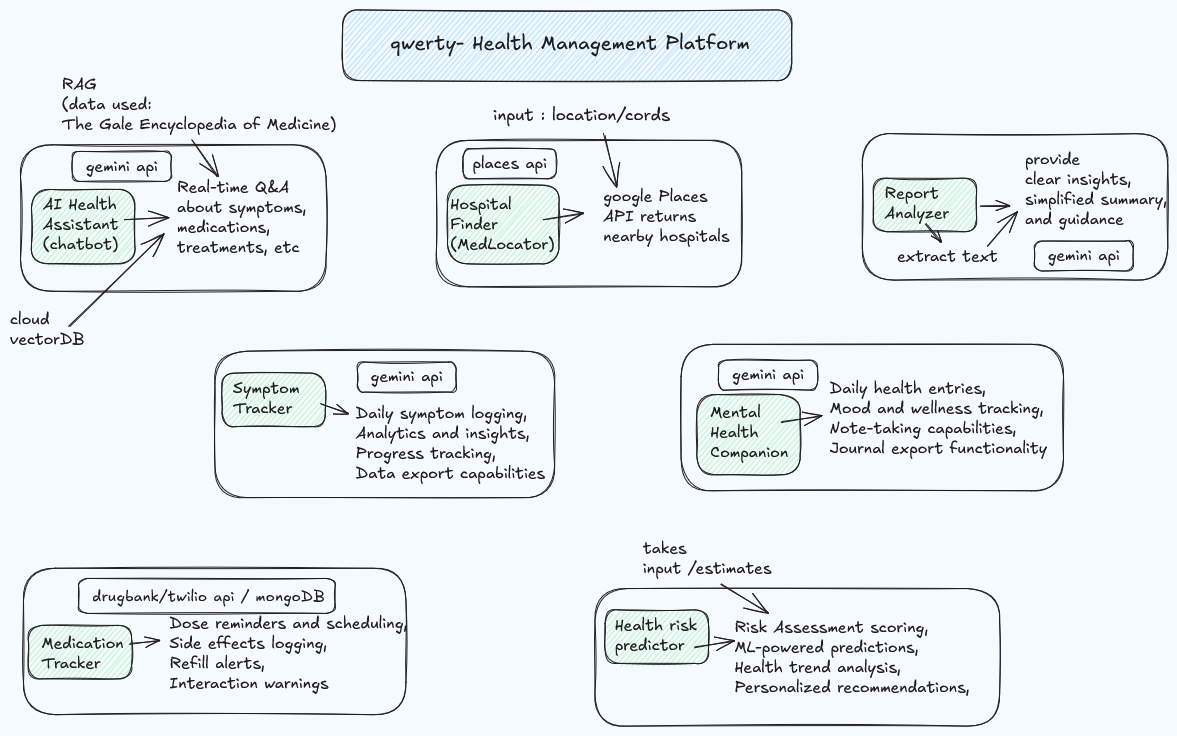 qwerty- Health Management Platform
RAG
(data used:
The Gale Encyclopedia of Medicine)
gemini api
AI Health
Assistant
(chatbot)
Real-time Q&A
about symptoms,
medications,
treatments, etc
cloud
vectorDB
input : location/cords
places api
Hospital
Finder
(MedLocator)
google Places
API returns
nearby hospitals
Report
Analyzer
extract text
provide
clear insights,
simplified summary,
and guidance
gemini api
Symptom
Tracker
gemini api
Daily symptom logging,
Analytics and insights,
Progress tracking,
Data export capabilities
gemini api
Mental
Health
Companion
Daily health entries,
Mood and wellness tracking,
Note-taking capabilities,
Journal export functionality
drugbank/twilio api / mongoDB
Medication
Tracker
Dose reminders and scheduling,
Side effects logging,
Refill alerts,
Interaction warnings
takes
input /estimates
Health risk
predictor
Risk Assessment scoring,
ML-powered predictions,
Health trend analysis,
Personalized recommendations,